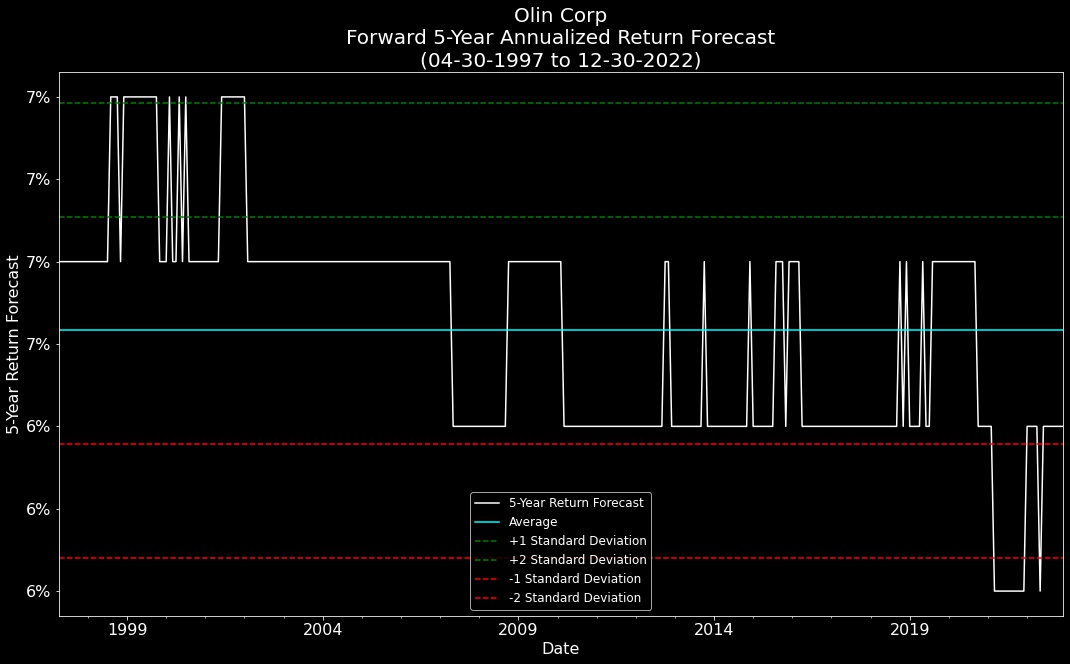 Olin Corp
Forward 5-Year Annualized Return Forecast
(04-30-1997 to 12-30-2022)
7%
7%
7%
7%
6%
6%
6%
5-Year Return Forecast
5-Year Return Forecast
Average
+1 Standard Deviation
+2 Standard Deviation
-1 Standard Deviation
-2 Standard Deviation
1999
2004
2009
2014
2019
Date